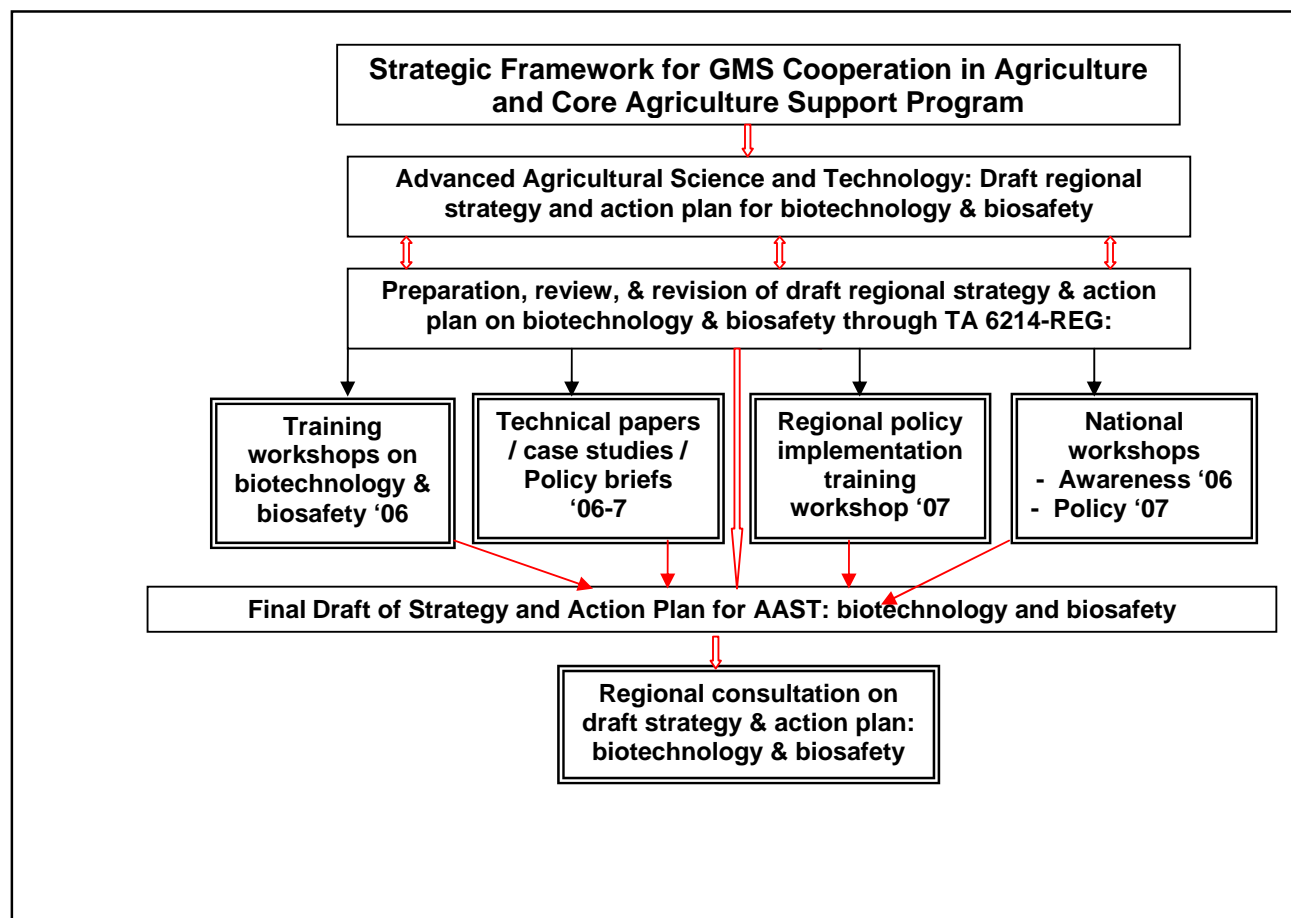 Strategic Framework for GMS Cooperation in Agriculture
and Core Agriculture Support Program
Advanced Agricultural Science and Technology: Draft regional
strategy and action plan for biotechnology & biosafety
Preparation, review, & revision of draft regional strategy & action
plan on biotechnology & biosafety through TA 6214-REG:
Training
workshops on
biotechnology &
biosafety ‘06
Technical papers
/ case studies /
Policy briefs
‘06-7
Regional policy
implementation
training
workshop ‘07
National
workshops
- Awareness ‘06
- Policy ‘07
Final Draft of Strategy and Action Plan for AAST: biotechnology and biosafety
Regional consultation on
draft strategy & action plan:
biotechnology & biosafety